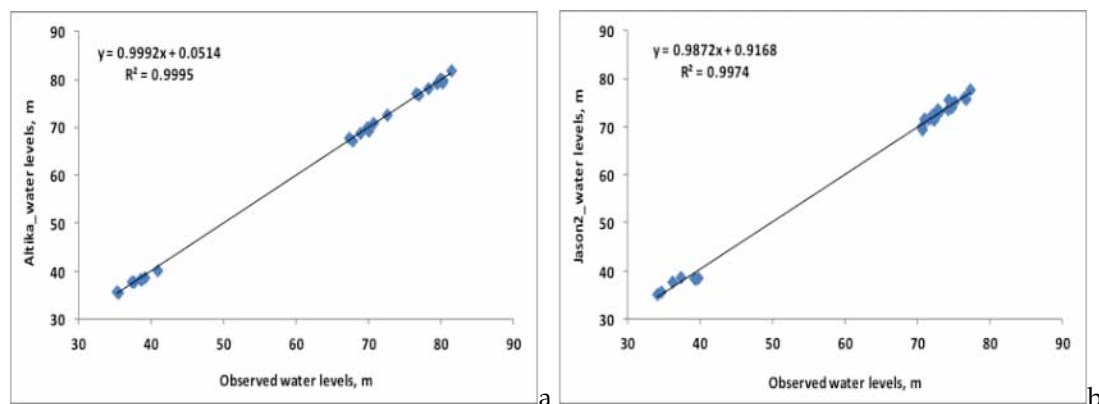 90
80
70
60
50
40
30
30 40 50 60 70 80 90
y = 0.9992x + 0.0514
R² = 0.9995
Altika_water levels, m
Observed water levels, m
a
90
80
70
60
50
40
30
30 40 50 60 70 80 90
y = 0.9872x + 0.9168
R² = 0.9974
Jason2_water levels, m
Observed water levels, m
b